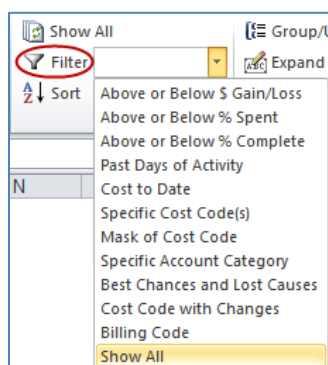 Show All
Group/U
Filter
Expand
Sort
Above or Below $ Gain/Loss
Above or Below % Spent
Above or Below % Complete
Past Days of Activity
Cost to Date
N
Specific Cost Code(s)
Mask of Cost Code
Specific Account Category
Best Chances and Lost Causes
Cost Code with Changes
Billing Code
Show All